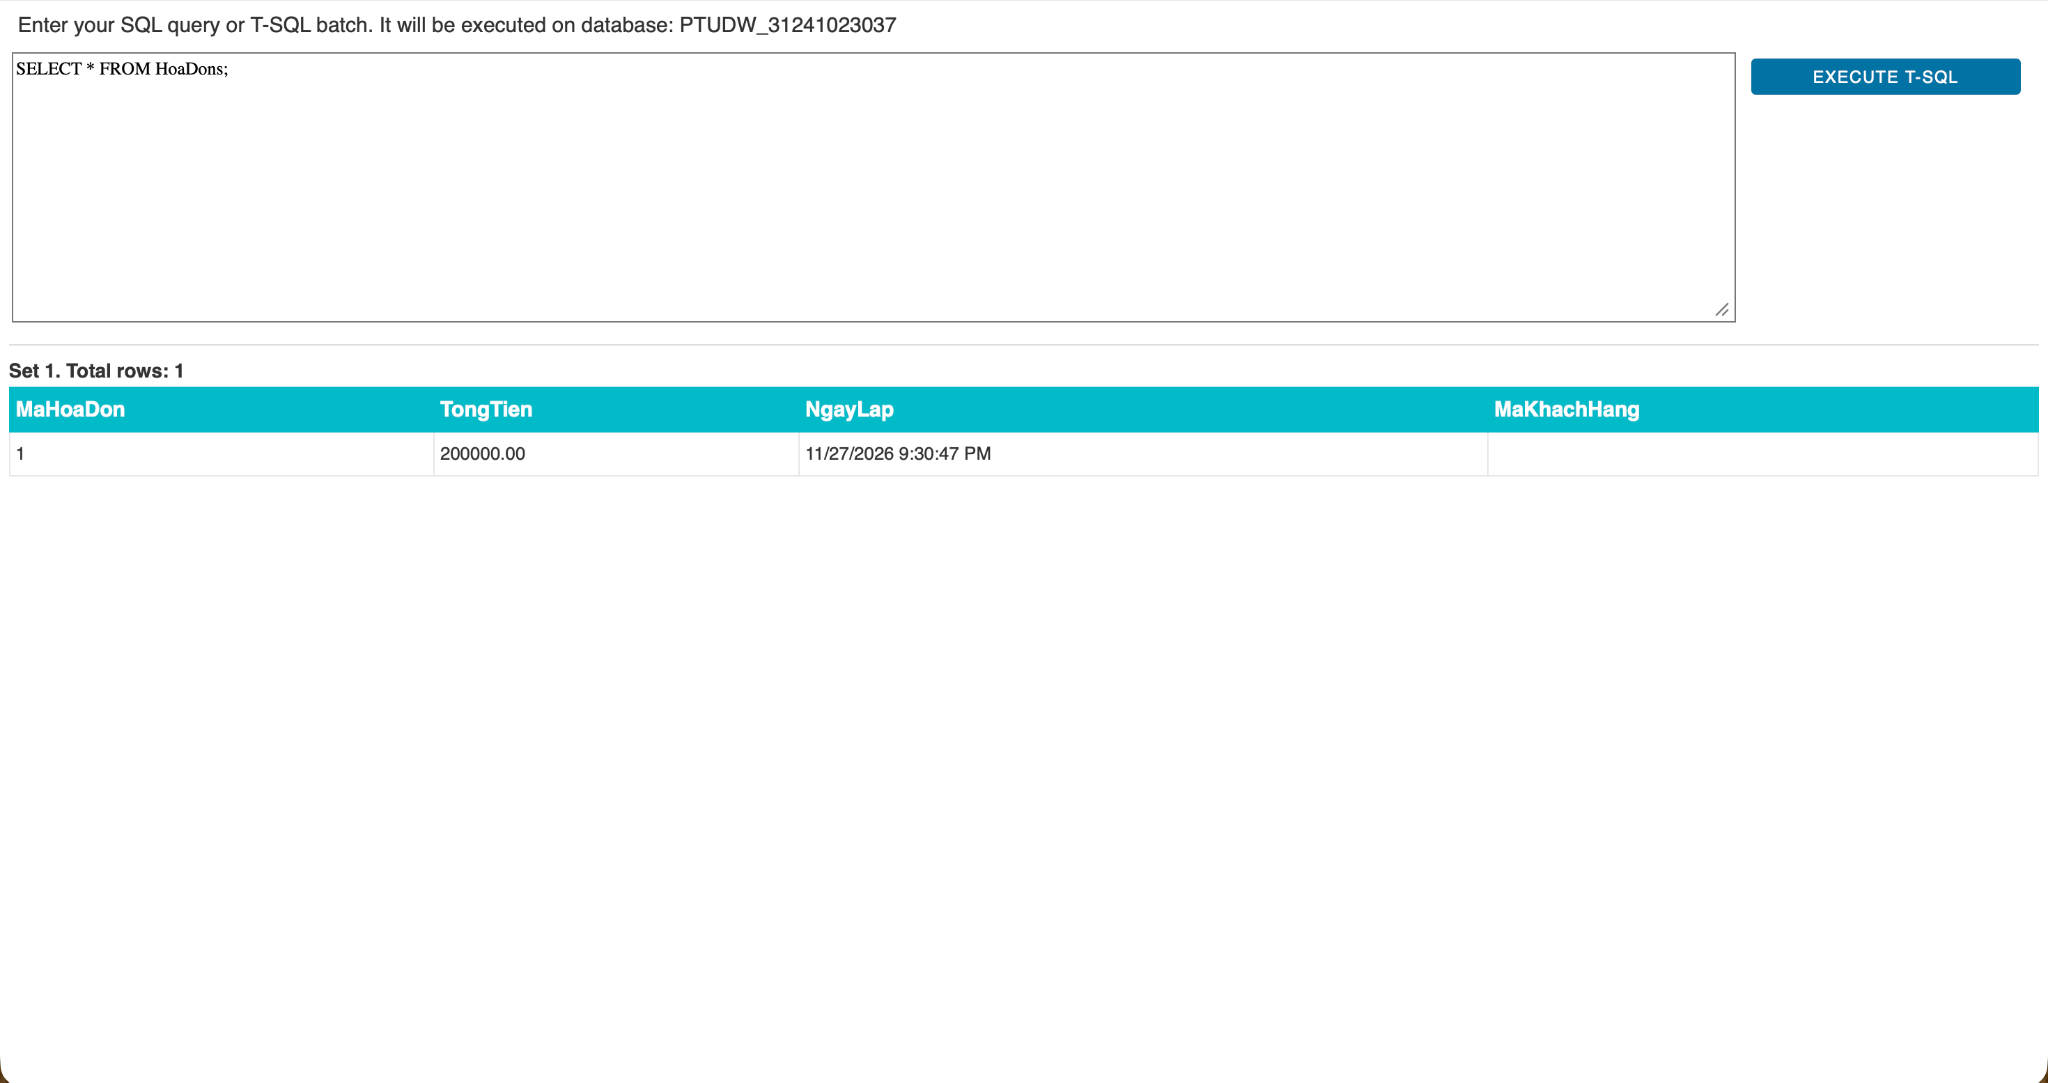 Enter your SQL query or T-SQL batch. It will be executed on database: PTUDW_31241023037
SELECT * FROM HoaDons;
EXECUTE T-SQL
Set 1. Total rows: 1
MaHoaDon TongTien NgayLap MaKhachHang
1 200000.00 11/27/2026 9:30:47 PM